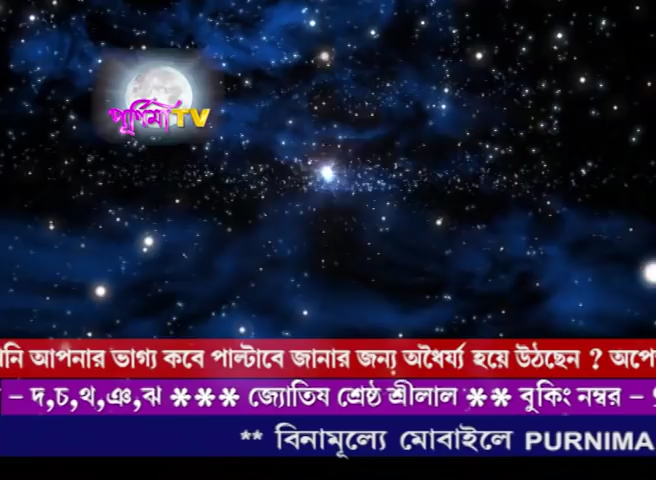 পূর্ণিমা TV
আপনার ভাগ্য কবে পাল্টাবে জানার জন্য অধৈর্য্য হয়ে উঠছেন ?
– দ,চ,থ,ঞ,ঝ *** জ্যোতিষ শ্রেষ্ঠ শ্রীলাল ** বুকিং নম্বর –
** বিনামূল্যে মোবাইলে PURNIMA